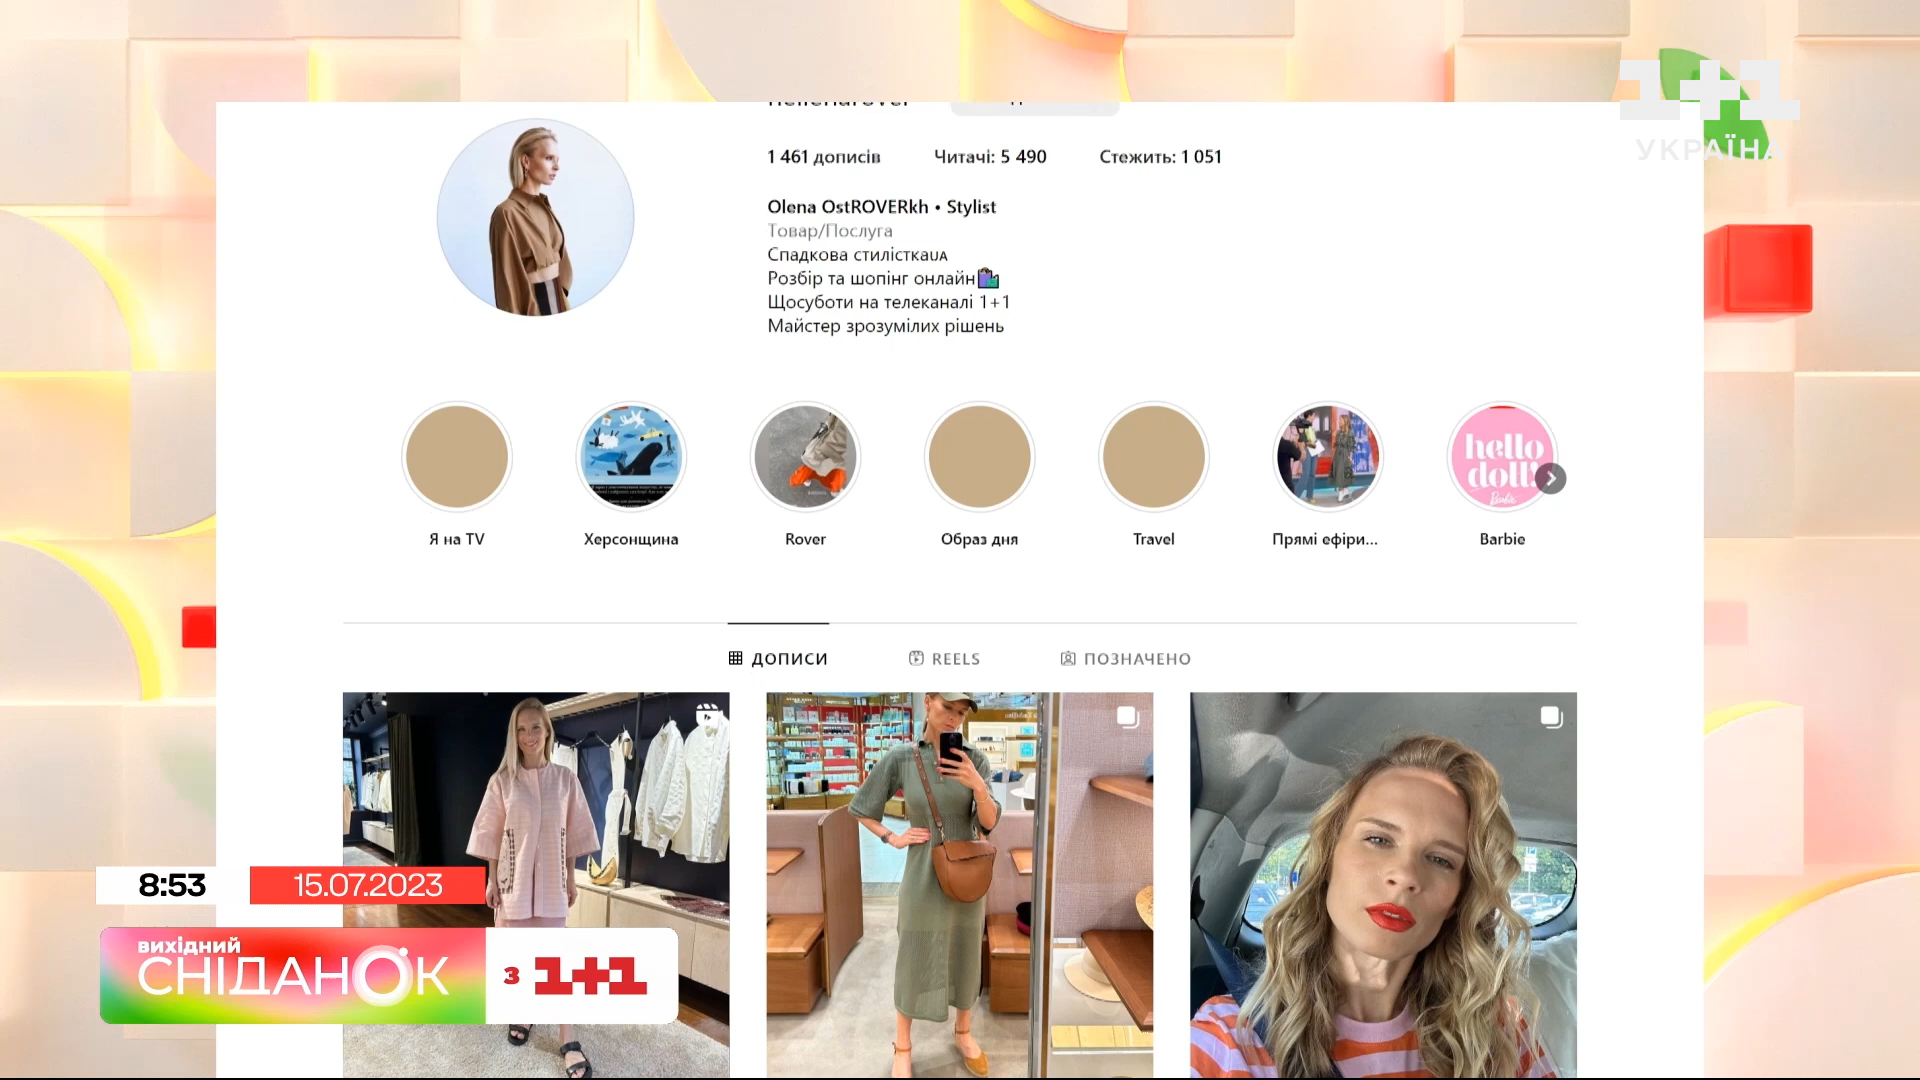 1 461 дописів Читачі: 5 490 Стежить: 1 051
Olena OstROVERkh • Stylist
Товар/Послуга
Спадкова стилісткаUA
Розбір та шопінг онлайн
Щосуботи на телеканалі 1+1
Майстер зрозумілих рішень
1+1
УКРАЇНА
hello
doll!
Barbie
Я на TV
Херсонщина
Rover
Образ дня
Travel
Прямі ефіри...
Barbie
ДОПИСИ
REELS
ПОЗНАЧЕНО
8:53
15.07.2023
вихідний
СНІДАНОК
З 1+1